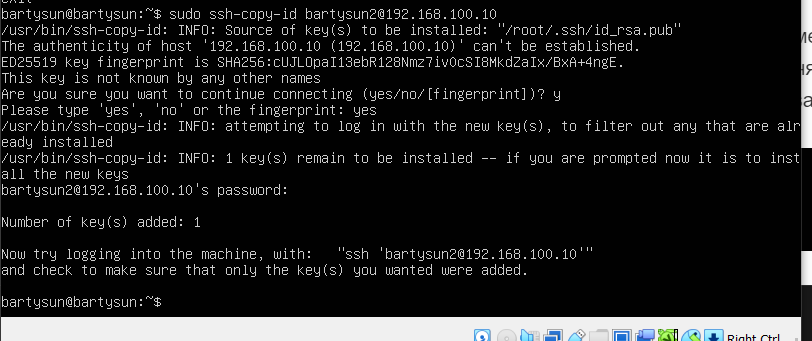 bartysun@bartysun:~$ sudo ssh-copy-id bartysun2@192.168.100.10
/usr/bin/ssh-copy-id: INFO: Source of key(s) to be installed: "/root/.ssh/id_rsa.pub"
The authenticity of host '192.168.100.10 (192.168.100.10)' can't be established.
ED25519 key fingerprint is SHA256:cUJLOpaI13ebR128Nmz7iv0cSI8MkdZaIx/BxA+4ngE.
This key is not known by any other names
Are you sure you want to continue connecting (yes/no/[fingerprint])? y
Please type 'yes', 'no' or the fingerprint: yes
/usr/bin/ssh-copy-id: INFO: attempting to log in with the new key(s), to filter out any that are alr
eady installed
/usr/bin/ssh-copy-id: INFO: 1 key(s) remain to be installed -- if you are prompted now it is to inst
all the new keys
bartysun2@192.168.100.10's password:
Number of key(s) added: 1
Now try logging into the machine, with:   "ssh 'bartysun2@192.168.100.10'"
and check to make sure that only the key(s) you wanted were added.
bartysun@bartysun:~$
Right Ctrl